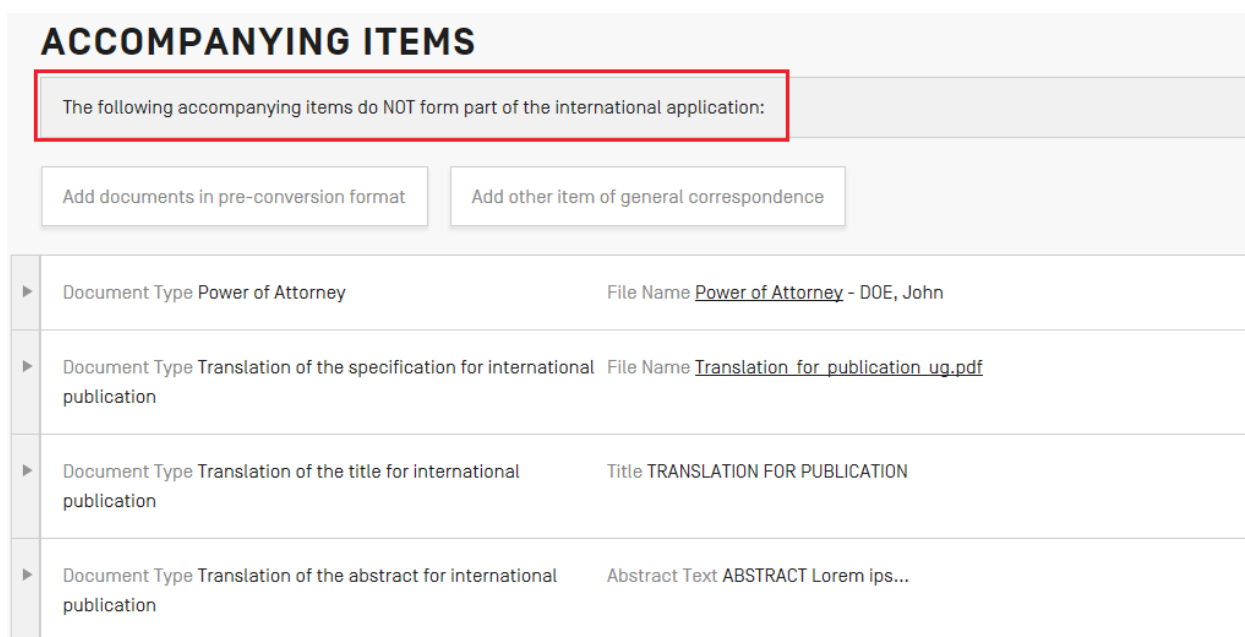 ACCOMPANYING ITEMS
The following accompanying items do NOT form part of the international application:
Add documents in pre-conversion format
Add other item of general correspondence
Document Type Power of Attorney
File Name Power of Attorney - DOE, John
Document Type Translation of the specification for international
publication
File Name Translation_for_publication_ug.pdf
Document Type Translation of the title for international
publication
Title TRANSLATION FOR PUBLICATION
Document Type Translation of the abstract for international
publication
Abstract Text ABSTRACT Lorem ips...